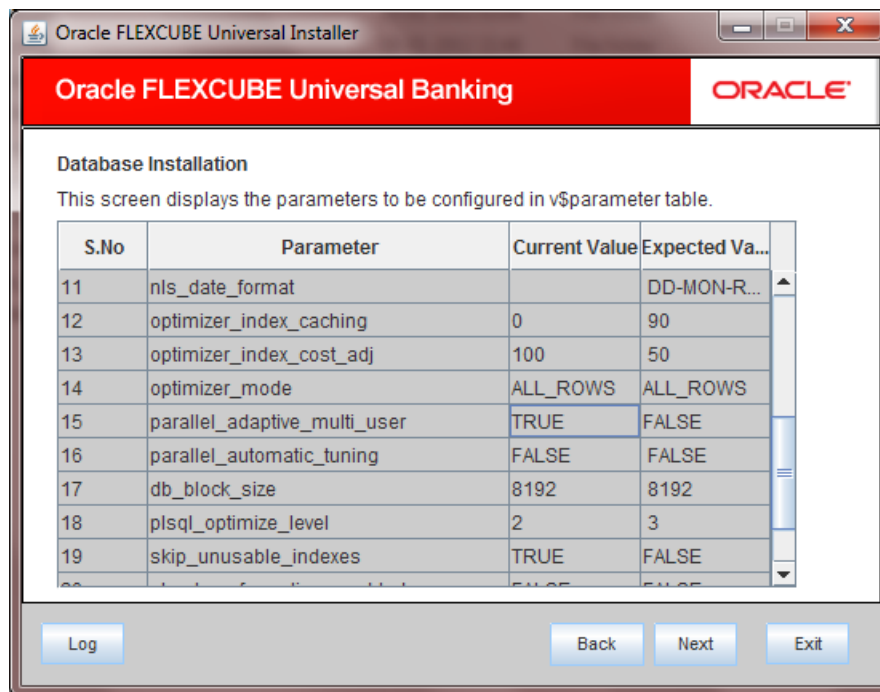 Oracle FLEXCUBE Universal Installer
Oracle FLEXCUBE Universal Banking ORACLE
Database Installation
This screen displays the parameters to be configured in v$parameter table.
S.No Parameter Current Value Expected Va...
11 nls_date_format DD-MON-R...
12 optimizer_index_caching 0 90
13 optimizer_index_cost_adj 100 50
14 optimizer_mode ALL_ROWS ALL_ROWS
15 parallel_adaptive_multi_user TRUE FALSE
16 parallel_automatic_tuning FALSE FALSE
17 db_block_size 8192 8192
18 plsql_optimize_level 2 3
19 skip_unusable_indexes TRUE FALSE
Log Back Next Exit